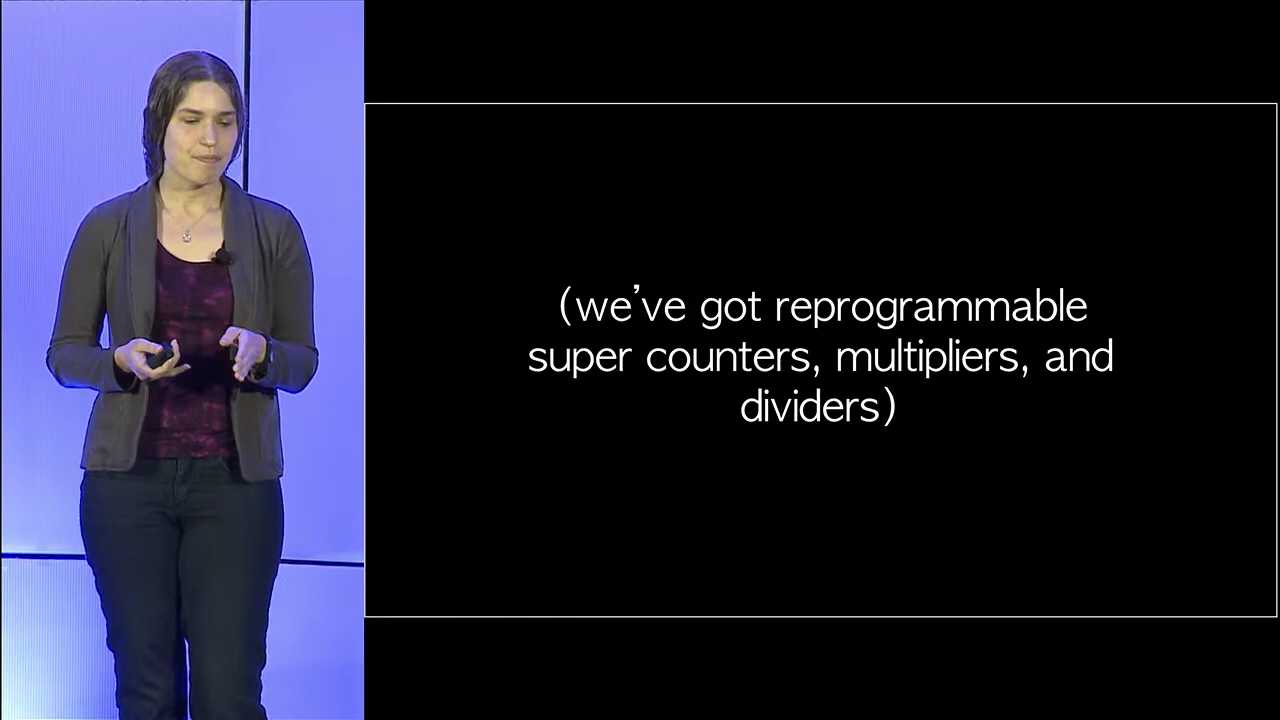 (we’ve got reprogrammable
super counters, multipliers, and
dividers)